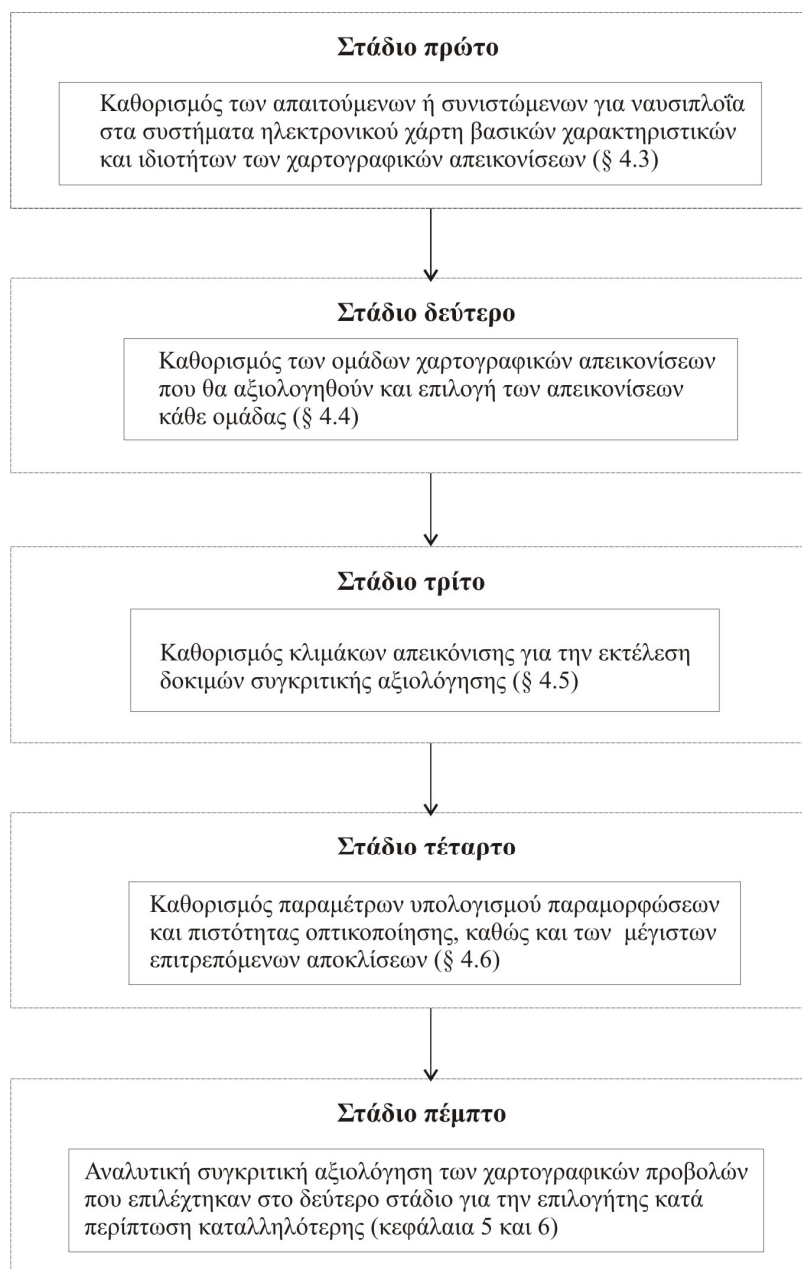 Στάδιο πρώτο
Καθορισμός των απαιτούμενων ή συνιστώμενων για ναυσιπλοΐα
στα συστήματα ηλεκτρονικού χάρτη βασικών χαρακτηριστικών
και ιδιοτήτων των χαρτογραφικών απεικονίσεων (§ 4.3)
Στάδιο δεύτερο
Καθορισμός των ομάδων χαρτογραφικών απεικονίσεων
που θα αξιολογηθούν και επιλογή των απεικονίσεων
κάθε ομάδας (§ 4.4)
Στάδιο τρίτο
Καθορισμός κλιμάκων απεικόνισης για την εκτέλεση
δοκιμών συγκριτικής αξιολόγησης (§ 4.5)
Στάδιο τέταρτο
Καθορισμός παραμέτρων υπολογισμού παραμορφώσεων
και πιστότητας οπτικοποίησης, καθώς και των μέγιστων
επιτρεπόμενων αποκλίσεων (§ 4.6)
Στάδιο πέμπτο
Αναλυτική συγκριτική αξιολόγηση των χαρτογραφικών προβολών
που επιλέχτηκαν στο δεύτερο στάδιο για την επιλογήτης κατά
περίπτωση καταλληλότερης (κεφάλαια 5 και 6)